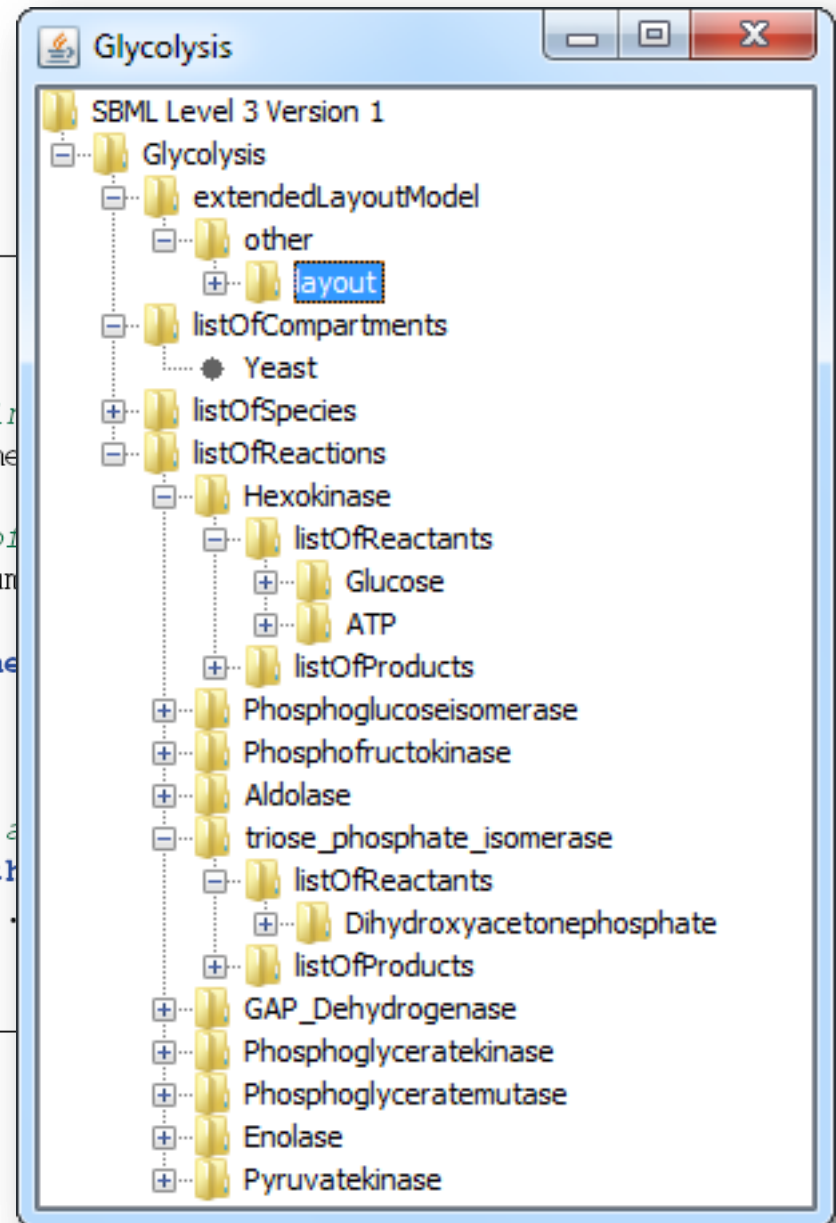 Glycolysis
SBML Level 3 Version 1
Glycolysis
extendedLayoutModel
other
layout
listOfCompartments
Yeast
listOfSpecies
listOfReactions
Hexokinase
listOfReactants
Glucose
ATP
listOfProducts
Phosphoglucoseisomerase
Phosphofructokinase
Aldolase
triose_phosphate_isomerase
listOfReactants
Dihydroxyacetonephosphate
listOfProducts
GAP_Dehydrogenase
Phosphoglyceratekinase
Phosphoglyceratemutase
Enolase
Pyruvatekinase